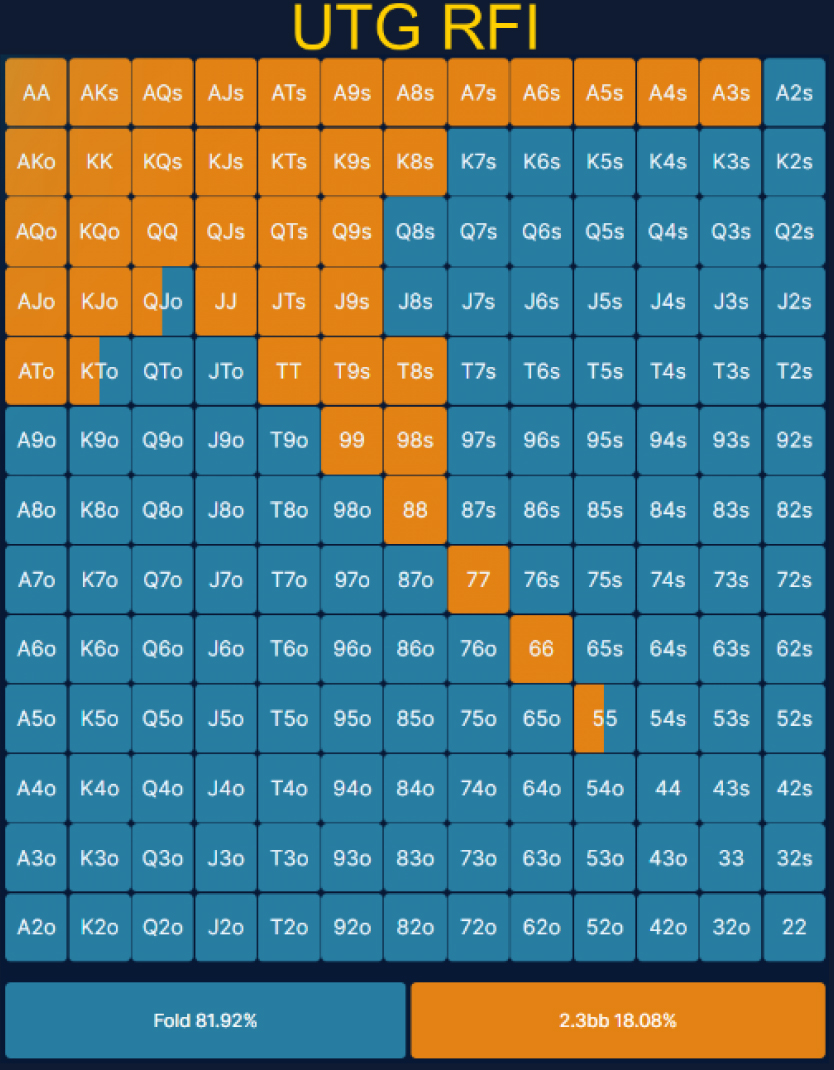 UTG RFI
AA AKs AQs AJs ATs A9s A8s A7s A6s A5s A4s A3s A2s
AKo KK KQs KJs KTs K9s K8s K7s K6s K5s K4s K3s K2s
AQo KQo QQ QJs QTs Q9s Q8s Q7s Q6s Q5s Q4s Q3s Q2s
AJo KJo QJo JJ JTs J9s J8s J7s J6s J5s J4s J3s J2s
ATo KTo QTo JTo TT T9s T8s T7s T6s T5s T4s T3s T2s
A9o K9o Q9o J9o T9o 99 98s 97s 96s 95s 94s 93s 92s
A8o K8o Q8o J8o T8o 98o 88 87s 86s 85s 84s 83s 82s
A7o K7o Q7o J7o T7o 97o 87o 77 76s 75s 74s 73s 72s
A6o K6o Q6o J6o T6o 96o 86o 76o 66 65s 64s 63s 62s
A5o K5o Q5o J5o T5o 95o 85o 75o 65o 55 54s 53s 52s
A4o K4o Q4o J4o T4o 94o 84o 74o 64o 54o 44 43s 42s
A3o K3o Q3o J3o T3o 93o 83o 73o 63o 53o 43o 33 32s
A2o K2o Q2o J2o T2o 92o 82o 72o 62o 52o 42o 32o 22
Fold 81.92% 2.3bb 18.08%